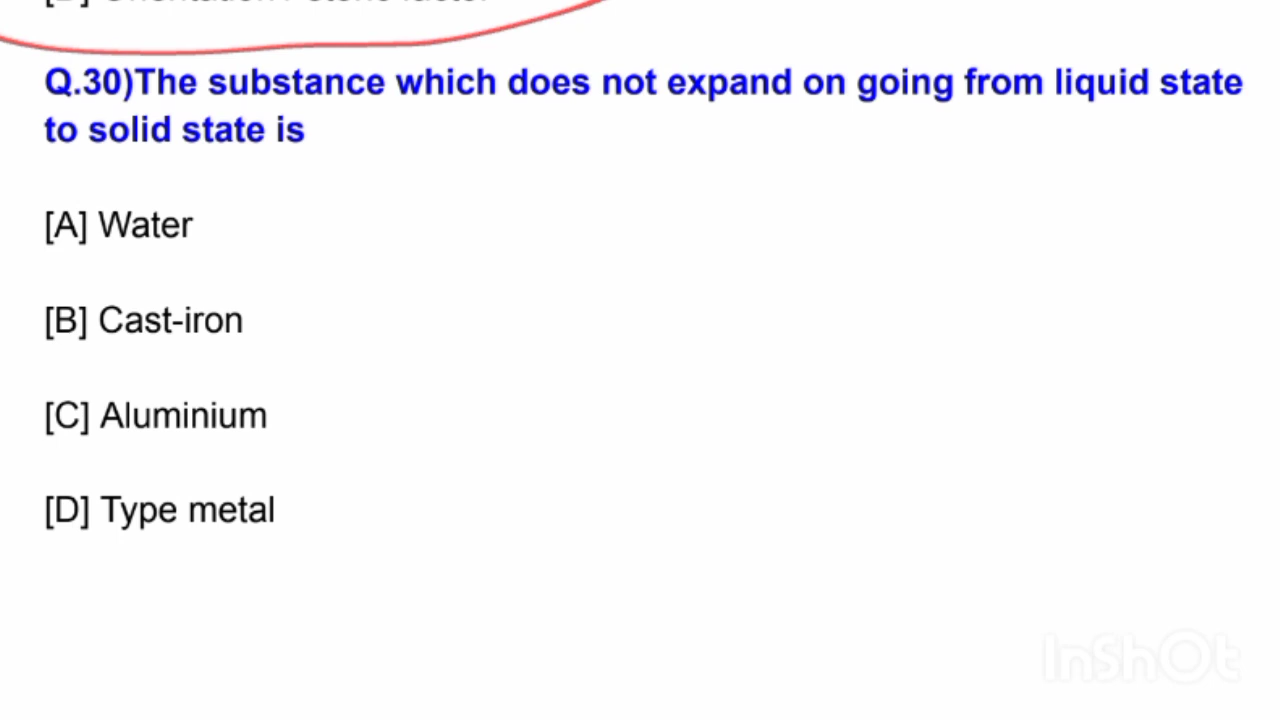 Q.30)The substance which does not expand on going from liquid state
to solid state is
[A] Water
[B] Cast-iron
[C] Aluminium
[D] Type metal
InShOt